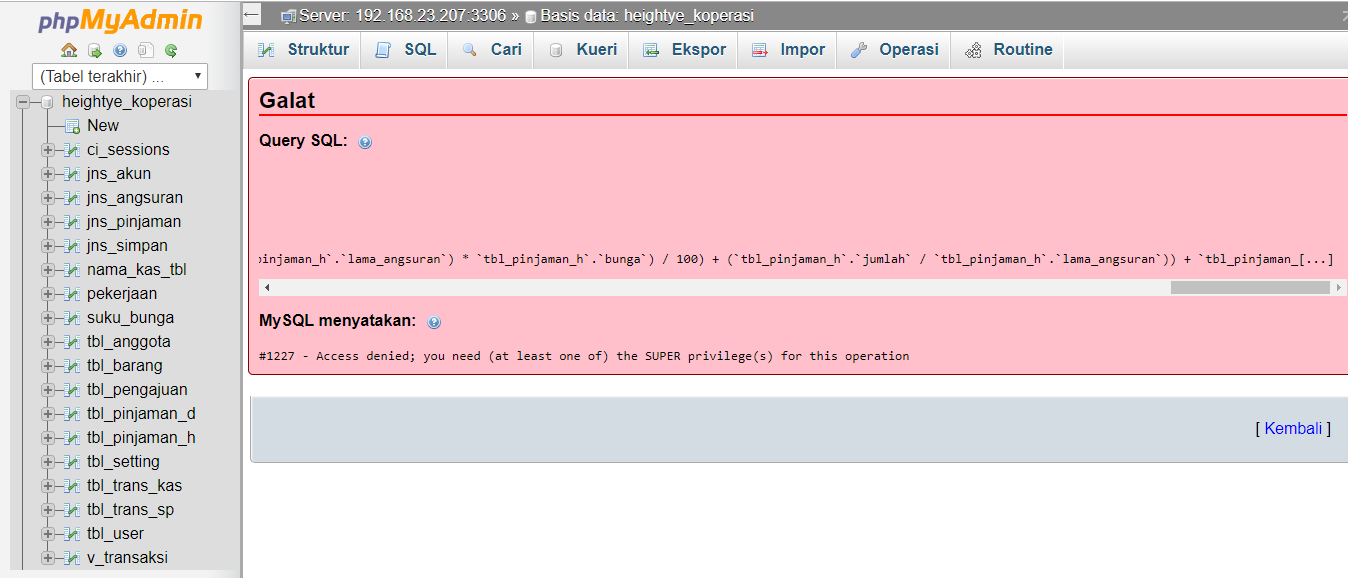 phpMyAdmin
(Tabel terakhir) ...
heightye_koperasi
New
ci_sessions
jns_akun
jns_angsuran
jns_pinjaman
jns_simpan
nama_kas_tbl
pekerjaan
suku_bunga
tbl_anggota
tbl_barang
tbl_pengajuan
tbl_pinjaman_d
tbl_pinjaman_h
tbl_setting
tbl_trans_kas
tbl_trans_sp
tbl_user
v_transaksi
Server: 192.168.23.207:3306 » Basis data: heightye_koperasi
Struktur SQL Cari Kueri Ekspor Impor Operasi Routine
Galat
Query SQL:
pinjaman_h`.`lama_angsuran`) * `tbl_pinjaman_h`.`bunga`) / 100) + (`tbl_pinjaman_h`.`jumlah` / `tbl_pinjaman_h`.`lama_angsuran`)) + `tbl_pinjaman_[...]
MySQL menyatakan:
#1227 - Access denied; you need (at least one of) the SUPER privilege(s) for this operation
[ Kembali ]